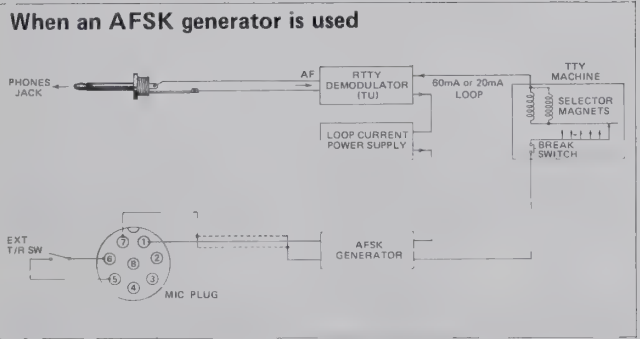 When an AFSK generator is used
PHONES
JACK
AF
RTTY
DEMODULATOR
(TU)
60mA or 20mA
LOOP
TTY
MACHINE
SELECTOR
MAGNETS
LOOP CURRENT
POWER SUPPLY
BREAK
SWITCH
EXT
T/R SW
7
1
6
8
2
5
4
3
MIC PLUG
AFSK
GENERATOR